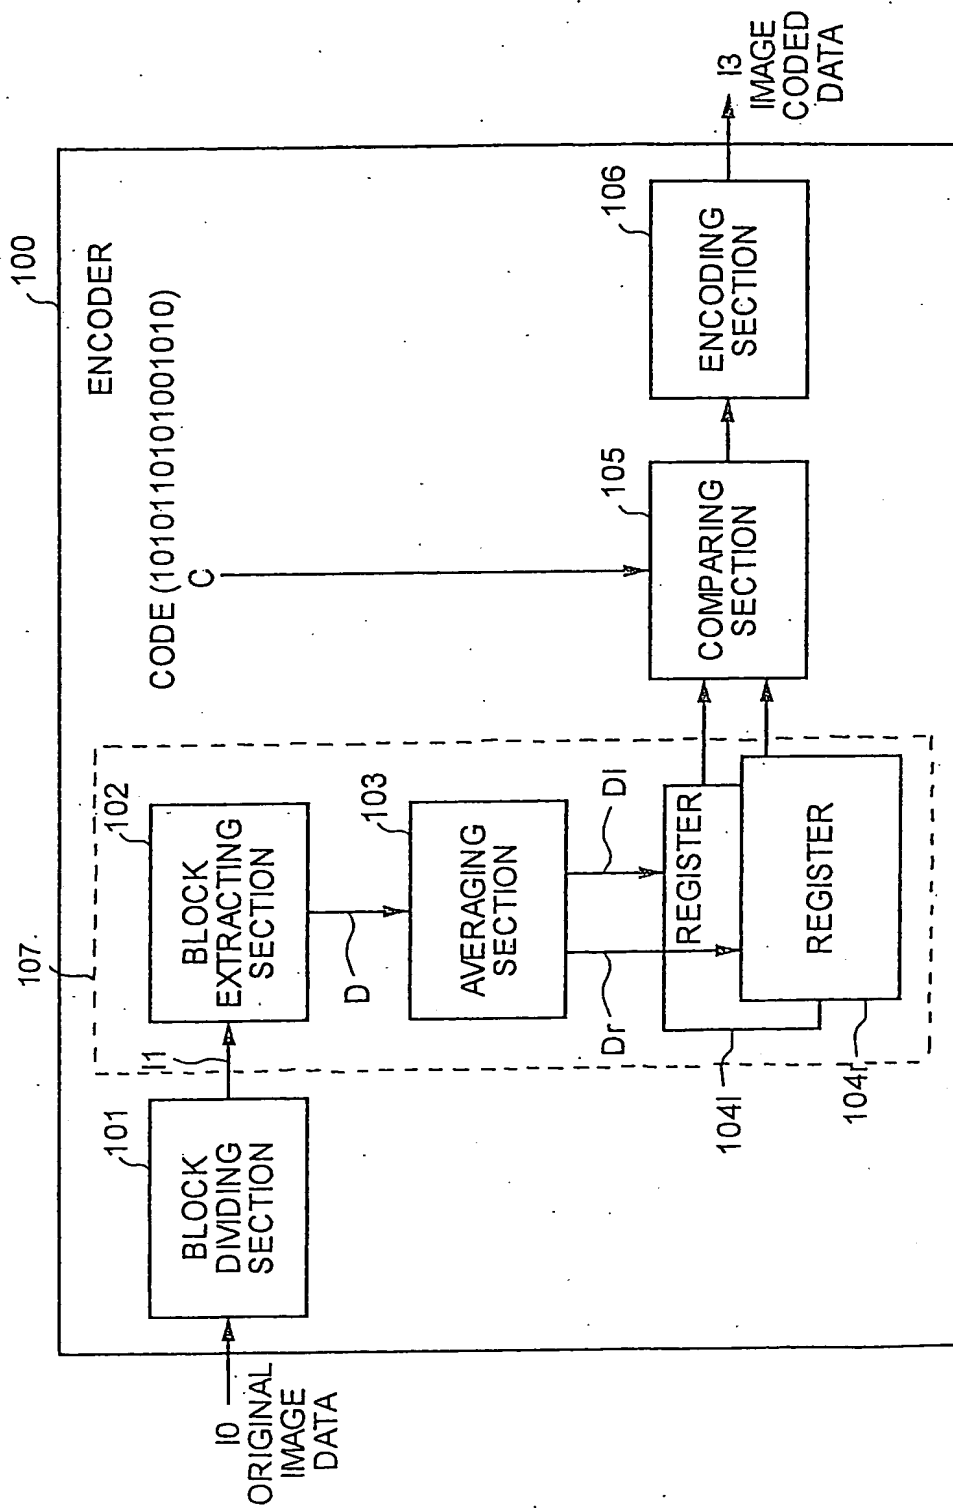 100
ENCODER
CODE (1010110101001010)
C
107
101
BLOCK
DIVIDING
SECTION
I0
ORIGINAL
IMAGE
DATA
I1
102
BLOCK
EXTRACTING
SECTION
D
103
AVERAGING
SECTION
Dl
Dr
REGISTER
REGISTER
104l
104r
105
COMPARING
SECTION
106
ENCODING
SECTION
I3
IMAGE
CODED
DATA